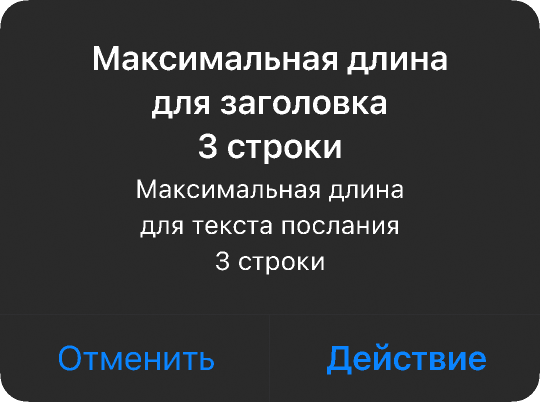 Максимальная длина
для заголовка
3 строки
Максимальная длина
для текста послания
3 строки
Отменить
Действие